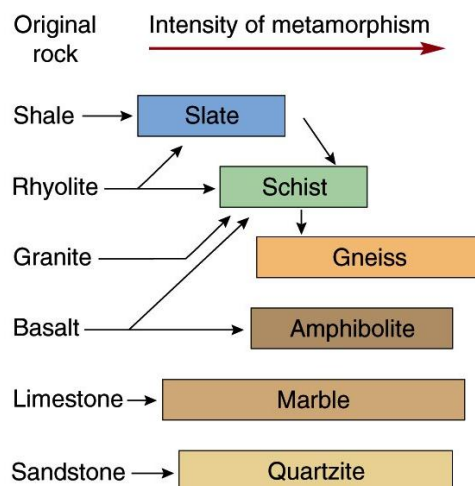 Original Intensity of metamorphism
rock
Shale Slate
Rhyolite Schist
Granite Gneiss
Basalt Amphibolite
Limestone Marble
Sandstone Quartzite